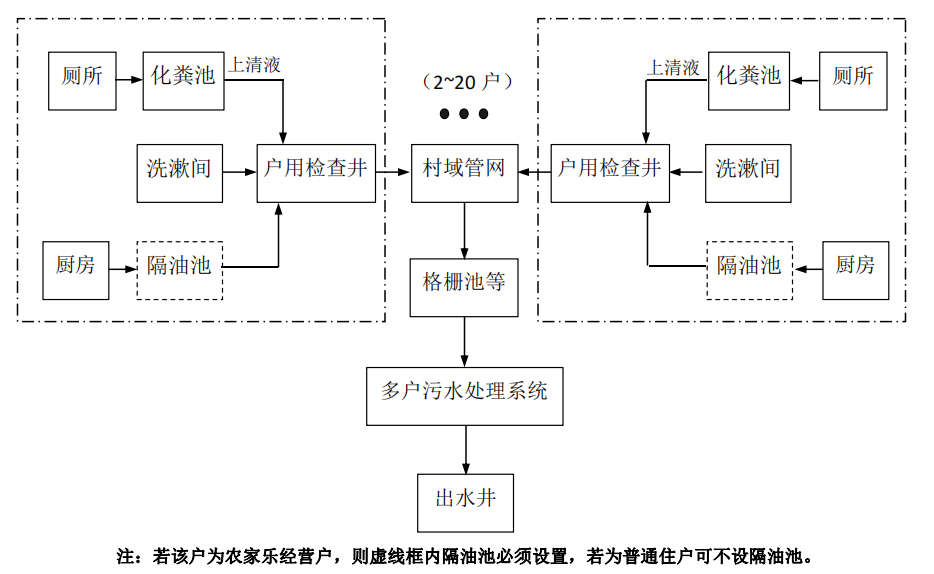 厕所
化粪池
上清液
洗漱间
户用检查井
厨房
隔油池
（2~20 户）
村域管网
上清液
化粪池
厕所
户用检查井
洗漱间
隔油池
厨房
格栅池等
多户污水处理系统
出水井
注：若该户为农家乐经营户，则虚线框内隔油池必须设置，若为普通住户可不设隔油池。